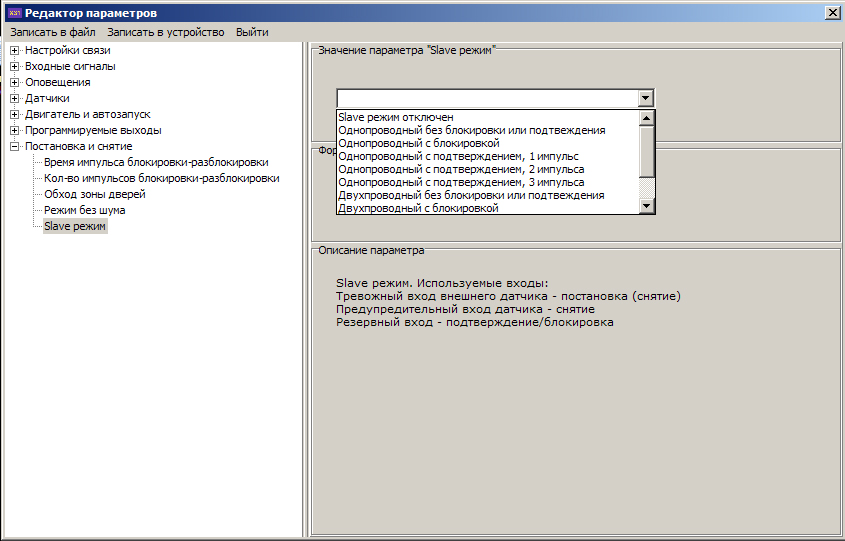 X31 Редактор параметров
Записать в файл Записать в устройство Выйти
Настройки связи
Входные сигналы
Оповещения
Датчики
Двигатель и автозапуск
Программируемые выходы
Постановка и снятие
Время импульса блокировки-разблокировки
Кол-во импульсов блокировки-разблокировки
Обход зоны дверей
Режим без шума
Slave режим
Значение параметра "Slave режим"
Slave режим отключен
Однопроводный без блокировки или подтвеждения
Однопроводный с блокировкой
Однопроводный с подтверждением, 1 импульс
Однопроводный с подтверждением, 2 импульса
Однопроводный с подтверждением, 3 импульса
Двухпроводный без блокировки или подтвеждения
Двухпроводный с блокировкой
Фор
Описание параметра
Slave режим. Используемые входы:
Тревожный вход внешнего датчика - постановка (снятие)
Предупредительный вход датчика - снятие
Резервный вход - подтверждение/блокировка